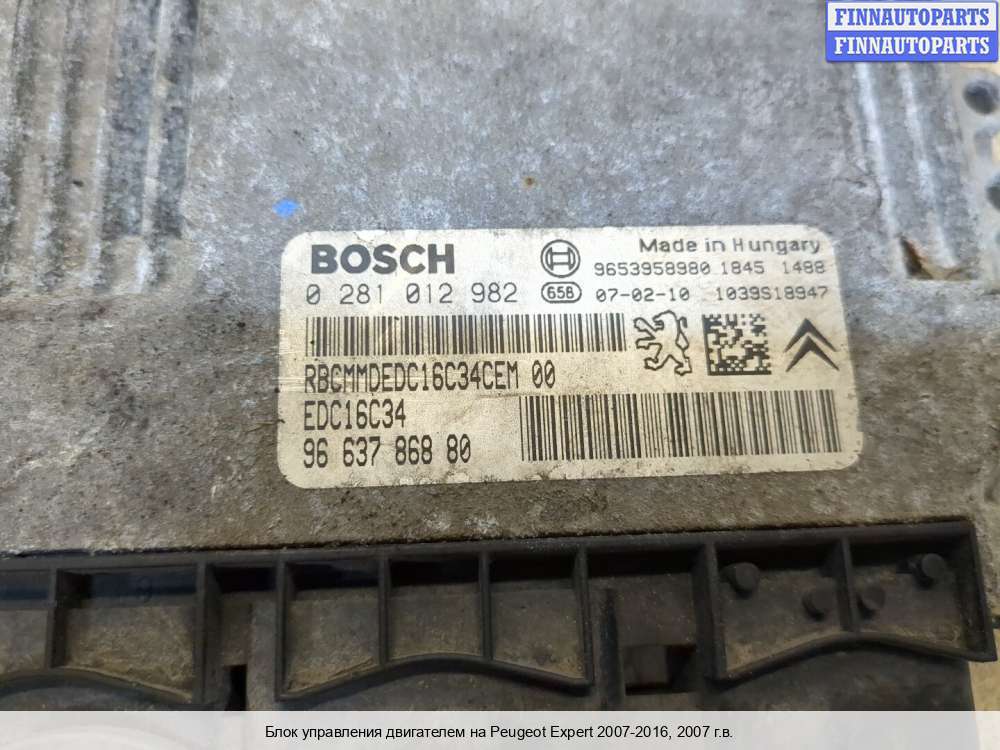 FINNAUTOPARTS
FINNAUTOPARTS
BOSCH
Made in Hungary
9653958980 1845 1488
0 281 012 982 65B 07-02-10 1039S18947
RBCMMDEDC16C34CEM 00
EDC16C34
96 637 868 80
Блок управления двигателем на Peugeot Expert 2007-2016, 2007 г.в.